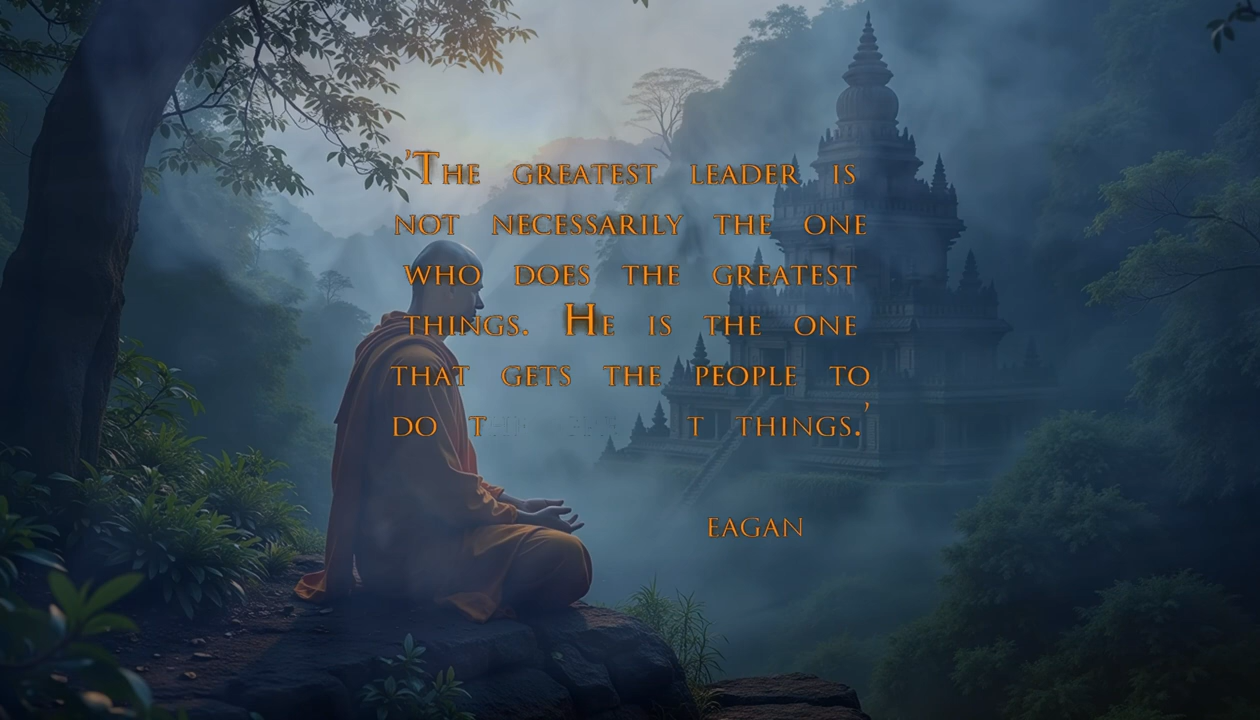 'The greatest leader is
not necessarily the one
who does the greatest
things. He is the one
that gets the people to
do t t things.'
EAGAN